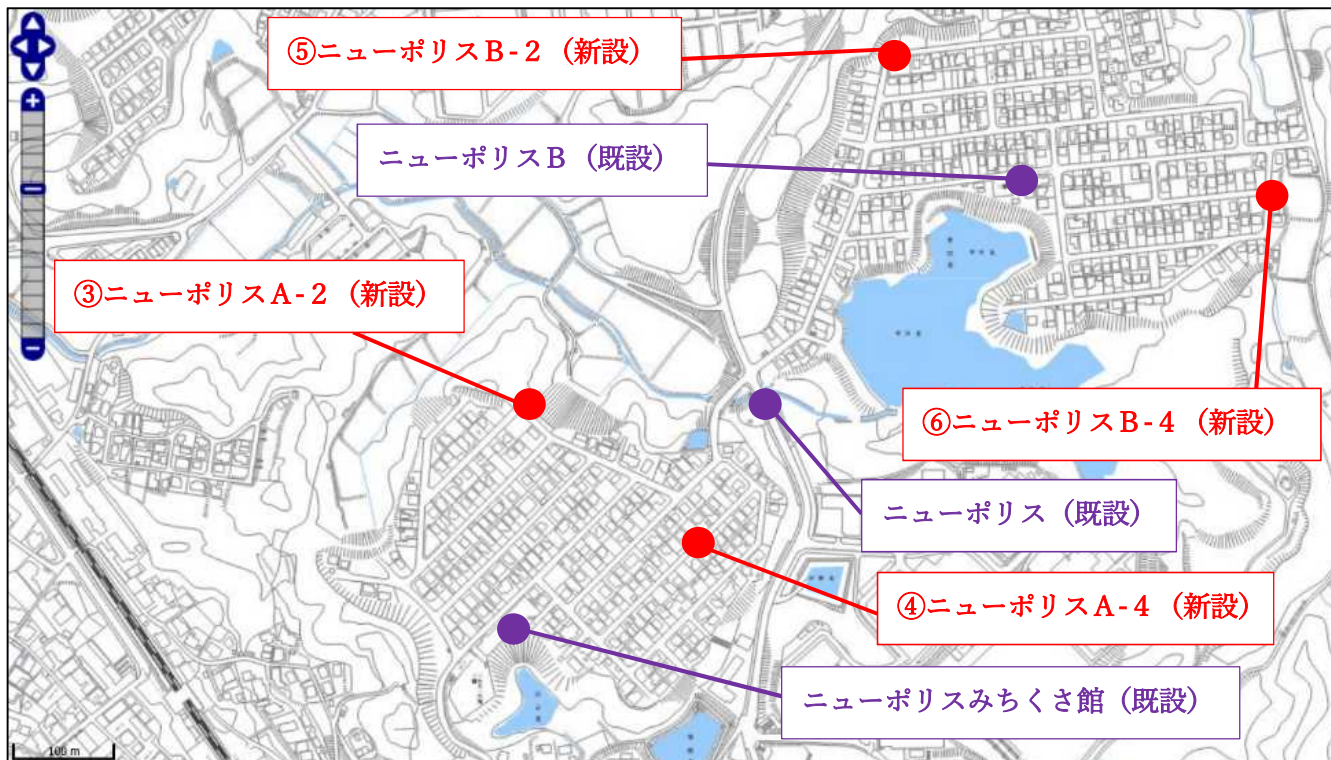 ⑤ニューポリスB-2（新設）
ニューポリスB（既設）
③ニューポリスA-2（新設）
⑥ニューポリスB-4（新設）
ニューポリス（既設）
④ニューポリスA-4（新設）
ニューポリスみちくさ館（既設）
100 m